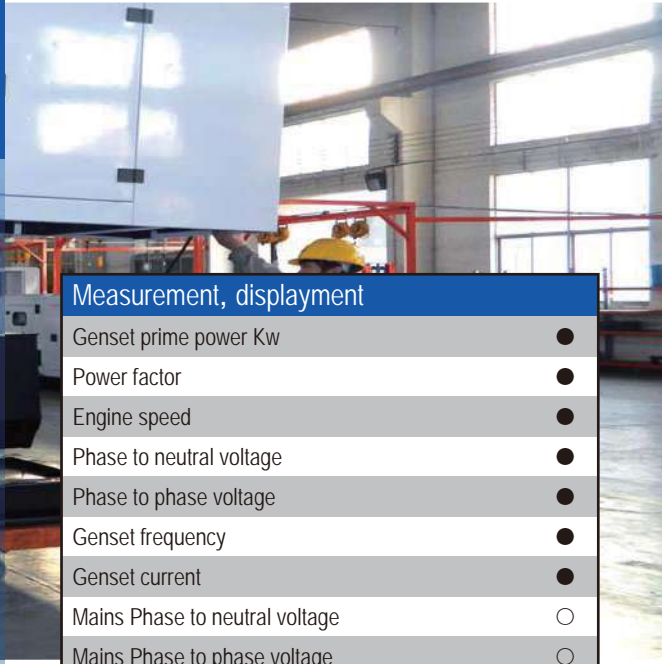 Measurement, displayment
Genset prime power Kw ●
Power factor ●
Engine speed ●
Phase to neutral voltage ●
Phase to phase voltage ●
Genset frequency ●
Genset current ●
Mains Phase to neutral voltage ○
Mains Phase to phase voltage ○